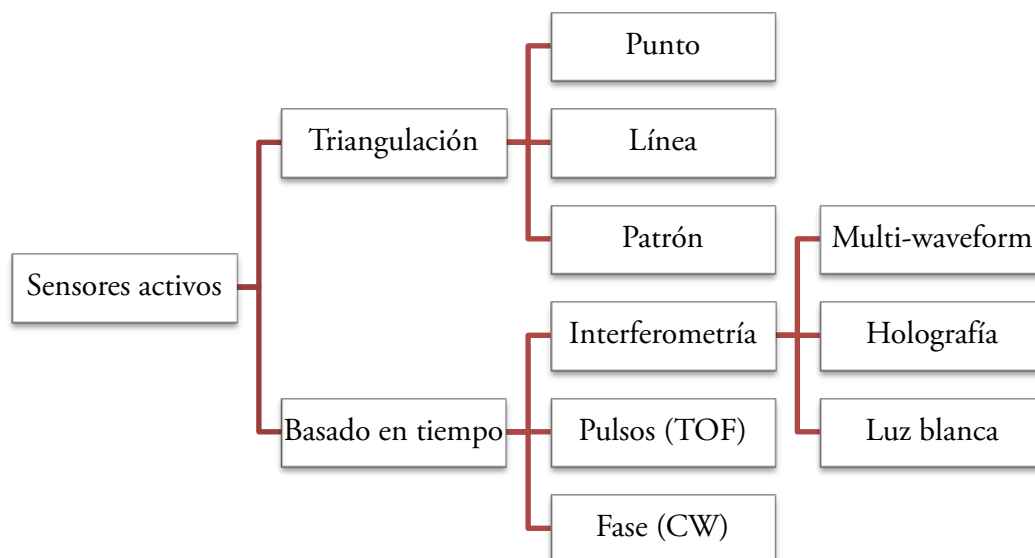 Sensores activos
Triangulación
Punto
Línea
Patrón
Basado en tiempo
Interferometría
Multi-waveform
Holografía
Luz blanca
Pulsos (TOF)
Fase (CW)